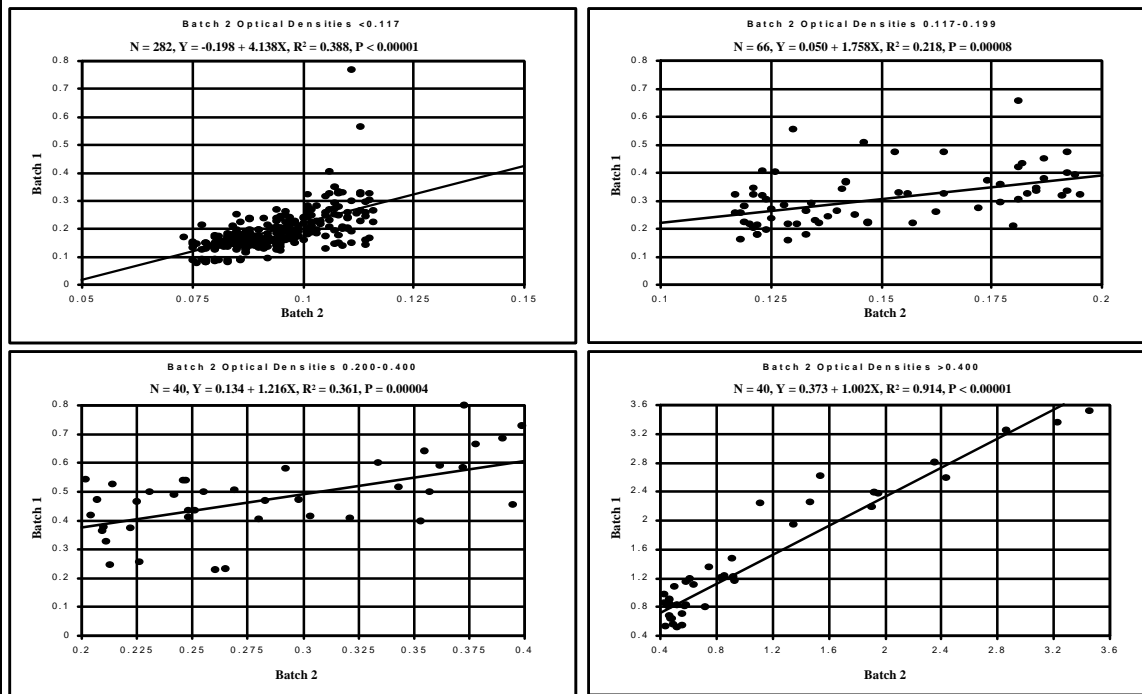 Batch 2 Optical Densities <0.117
N = 282, Y = -0.198 + 4.138X, R² = 0.388, P < 0.00001
0.8
0.7
0.6
0.5
0.4
0.3
0.2
0.1
0
Batch 1
0.05 0.075 0.1 0.125 0.15
Batch 2
Batch 2 Optical Densities 0.117-0.199
N = 66, Y = 0.050 + 1.758X, R² = 0.218, P = 0.00008
0.8
0.7
0.6
0.5
0.4
0.3
0.2
0.1
0
Batch 1
0.1 0.125 0.15 0.175 0.2
Batch 2
Batch 2 Optical Densities 0.200-0.400
N = 40, Y = 0.134 + 1.216X, R² = 0.361, P = 0.00004
0.8
0.7
0.6
0.5
0.4
0.3
0.2
0.1
0
Batch 1
0.2 0.225 0.25 0.275 0.3 0.325 0.35 0.375 0.4
Batch 2
Batch 2 Optical Densities >0.400
N = 40, Y = 0.373 + 1.002X, R² = 0.914, P < 0.00001
3.6
3.2
2.8
2.4
2
1.6
1.2
0.8
0.4
Batch 1
0.4 0.8 1.2 1.6 2 2.4 2.8 3.2 3.6
Batch 2